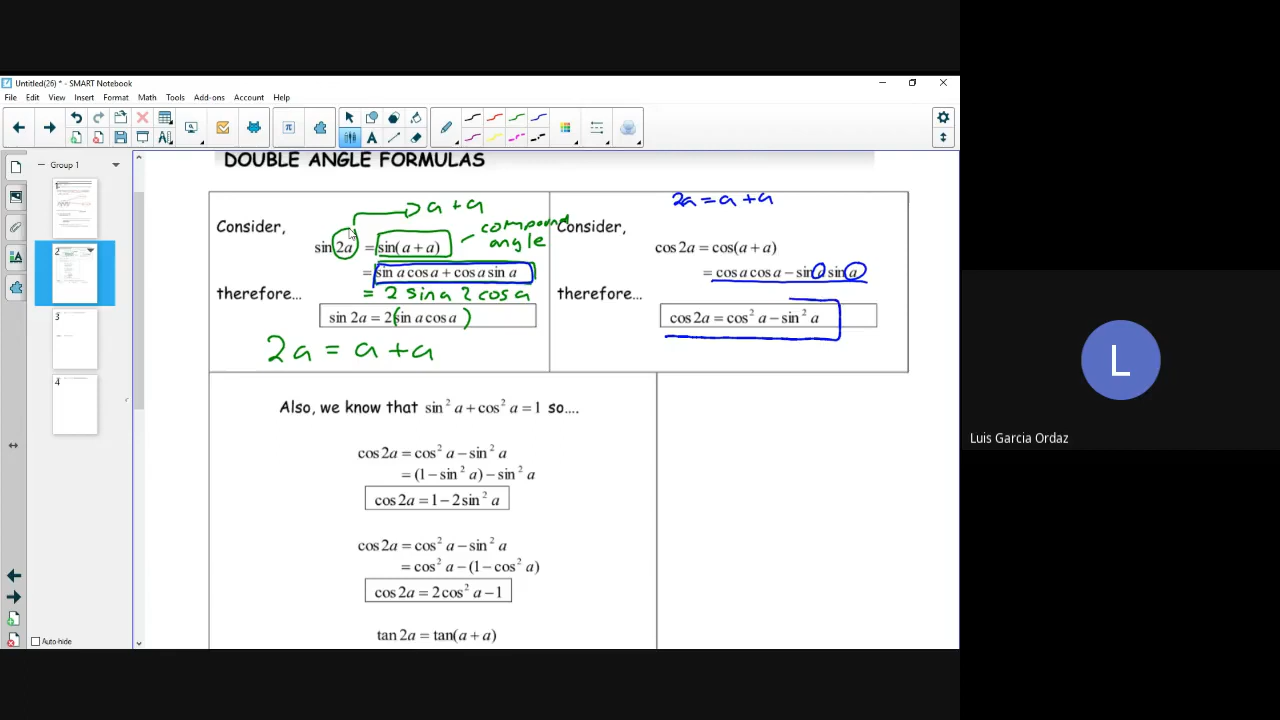 Untitled(26) * - SMART Notebook
File Edit View Insert Format Math Tools Add-ons Account Help
Group 1
DOUBLE ANGLE FORMULAS
a + a
Consider,
compound
angle
sin 2a = sin(a + a)
= sin a cos a + cos a sin a
therefore...
= 2 sin a 2 cos a
sin 2a = 2(sin a cos a)
2a = a + a
2a = a + a
Consider,
cos 2a = cos(a + a)
= cos a cos a − sin a sin a
therefore...
cos 2a = cos² a − sin² a
Also, we know that sin² a + cos² a = 1 so....
cos 2a = cos² a − sin² a
= (1 − sin² a) − sin² a
cos 2a = 1 − 2 sin² a
cos 2a = cos² a − sin² a
= cos² a − (1 − cos² a)
cos 2a = 2 cos² a − 1
tan 2a = tan(a + a)
2
3
4
Auto hide
L
Luis Garcia Ordaz